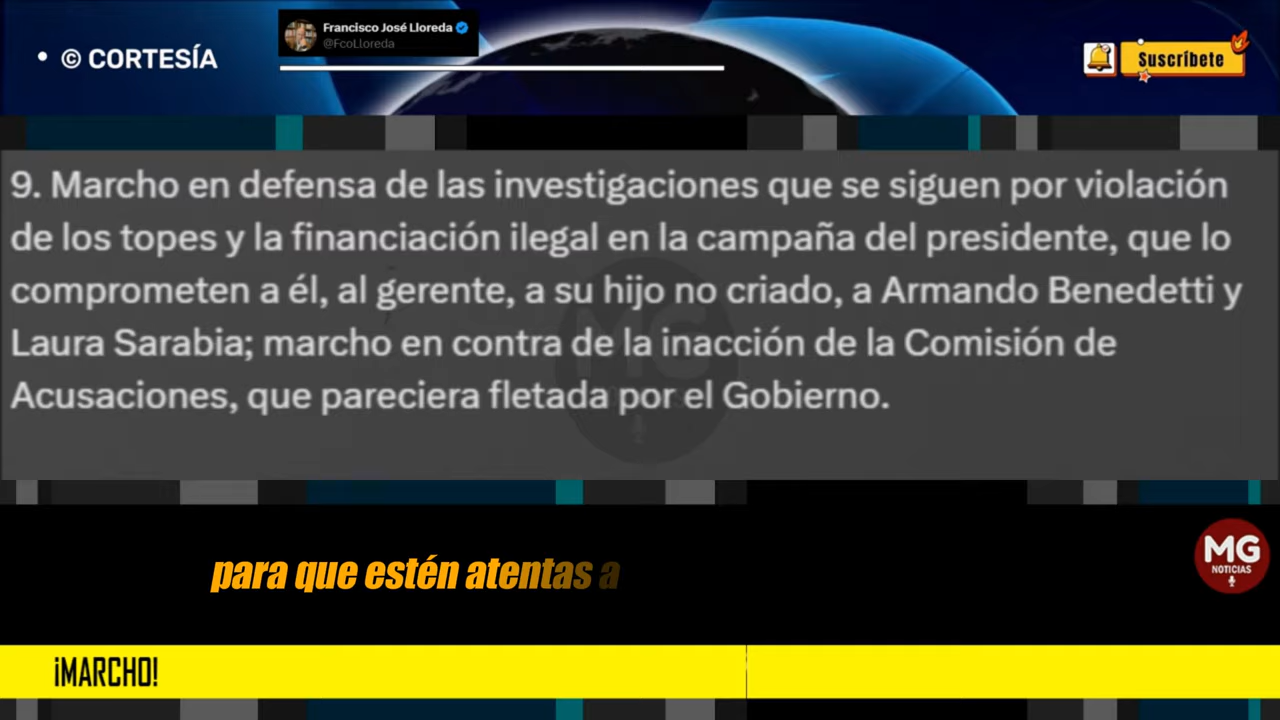 • © CORTESÍA
Francisco José Lloreda
@FcoLloreda
Suscríbete
9. Marcho en defensa de las investigaciones que se siguen por violación
de los topes y la financiación ilegal en la campaña del presidente, que lo
comprometen a él, al gerente, a su hijo no criado, a Armando Benedetti y
Laura Sarabia; marcho en contra de la inacción de la Comisión de
Acusaciones, que pareciera fletada por el Gobierno.
para que estén atentas a
MG
NOTICIAS
¡MARCHO!